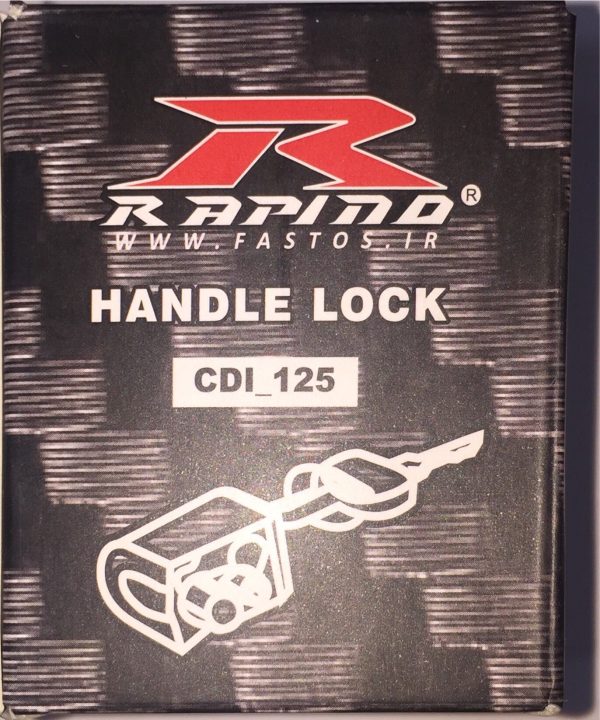 R
RAPIDO®
WWW.FASTOS.IR
HANDLE LOCK
CDI_125